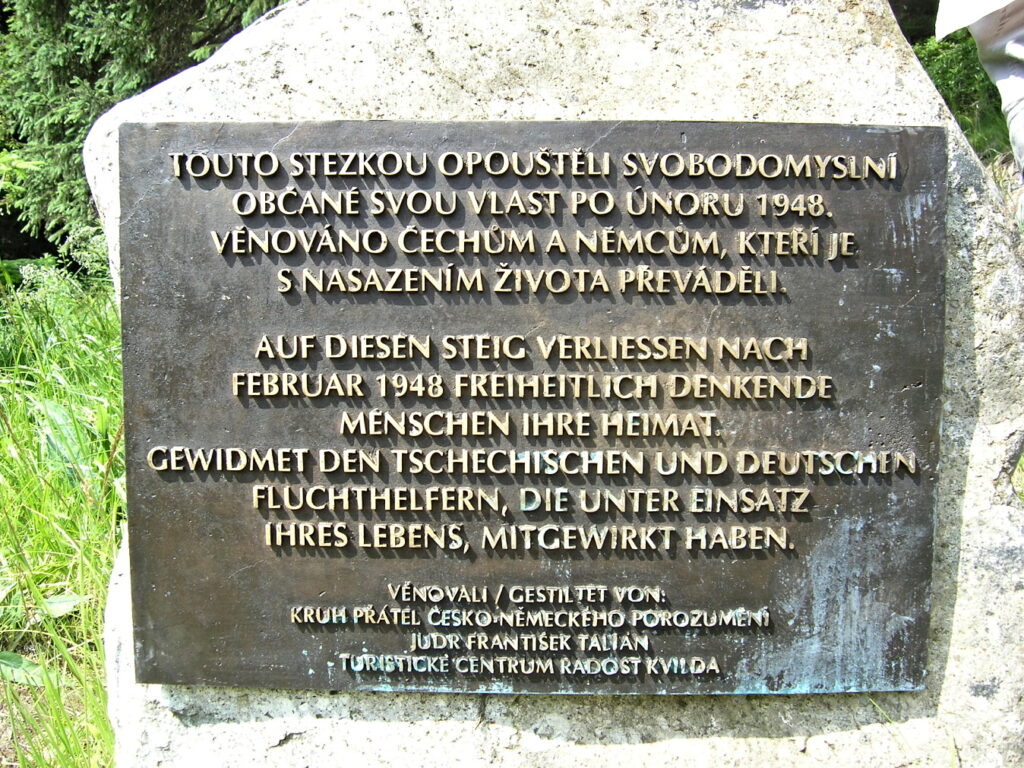 TOUTO STEZKOU OPOUŠTĚLI SVOBODOMYSLNÍ
OBČANÉ SVOU VLAST PO ÚNORU 1948.
VĚNOVÁNO ČECHŮM A NĚMCŮM, KTEŘÍ JE
S NASAZENÍM ŽIVOTA PŘEVÁDĚLI.
AUF DIESEN STEIG VERLIESSEN NACH
FEBRUAR 1948 FREIHEITLICH DENKENDE
MENSCHEN IHRE HEIMAT.
GEWIDMET DEN TSCHECHISCHEN UND DEUTSCHEN
FLUCHTHELFERN, DIE UNTER EINSATZ
IHRES LEBENS, MITGEWIRKT HABEN.
VĚNOVALI / GESTILTET VON:
KRUH PŘÁTEL ČESKO-NĚMECKÉHO POROZUMĚNÍ
JUDR FRANTIŠEK TALIÁN
TURISTICKÉ CENTRUM RADOST KVILDA